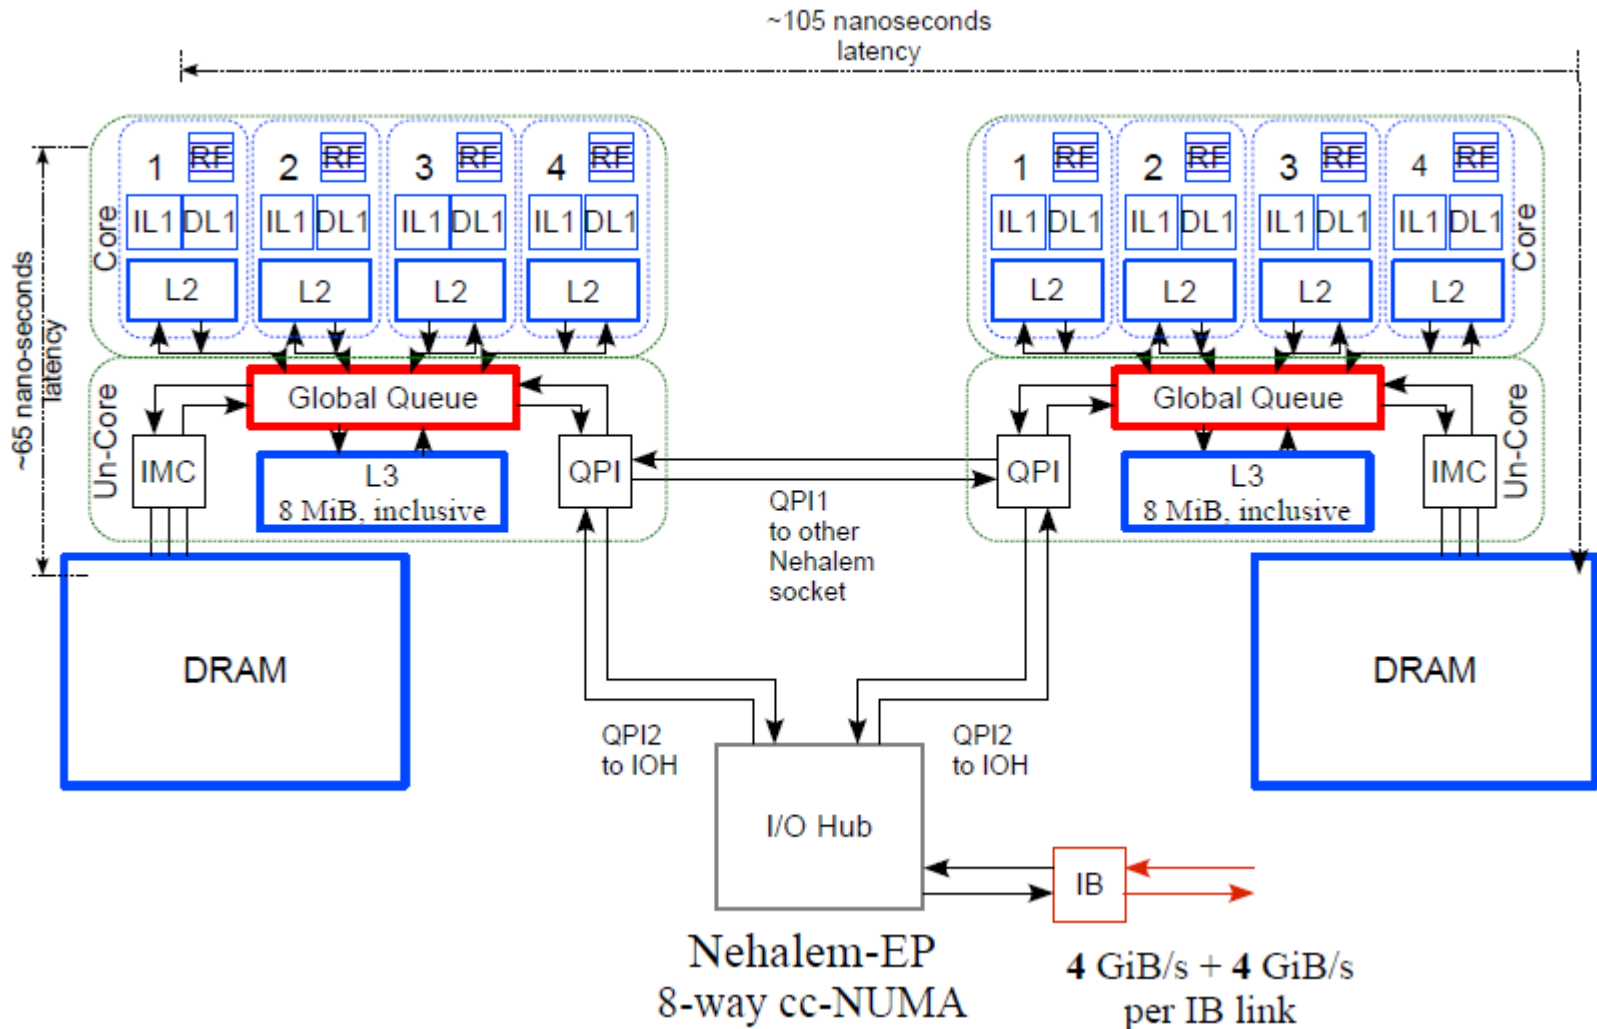 ~105 nanoseconds
latency
1 RF 2 RF 3 RF 4 RF
IL1 DL1 IL1 DL1 IL1 DL1 IL1 DL1
L2 L2 L2 L2
Core
~65 nano-seconds
latency
Un-Core
Global Queue
IMC
L3
8 MiB, inclusive
QPI
DRAM
1 RF 2 RF 3 RF 4 RF
IL1 DL1 IL1 DL1 IL1 DL1 IL1 DL1
L2 L2 L2 L2
Core
Global Queue
QPI
L3
8 MiB, inclusive
IMC
Un-Core
DRAM
QPI1
to other
Nehalem
socket
QPI2
to IOH
QPI2
to IOH
I/O Hub
IB
Nehalem-EP
8-way cc-NUMA
4 GiB/s + 4 GiB/s
per IB link